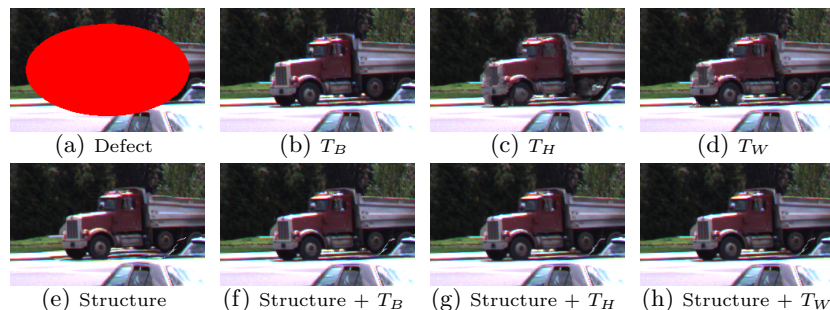 (a) Defect
(b) T_B
(c) T_H
(d) T_W
(e) Structure
(f) Structure + T_B
(g) Structure + T_H
(h) Structure + T_W